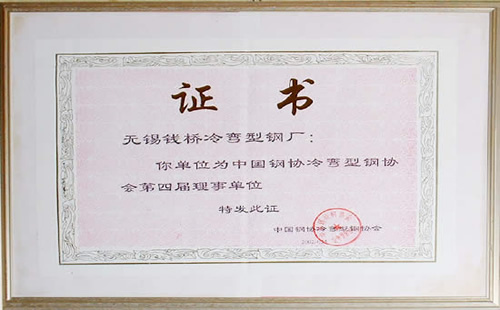 证 书
无锡钱桥冷弯型钢厂：
你单位为中国钢协冷弯型钢协
会第四届理事单位
特发此证
中国钢协冷弯型钢协会